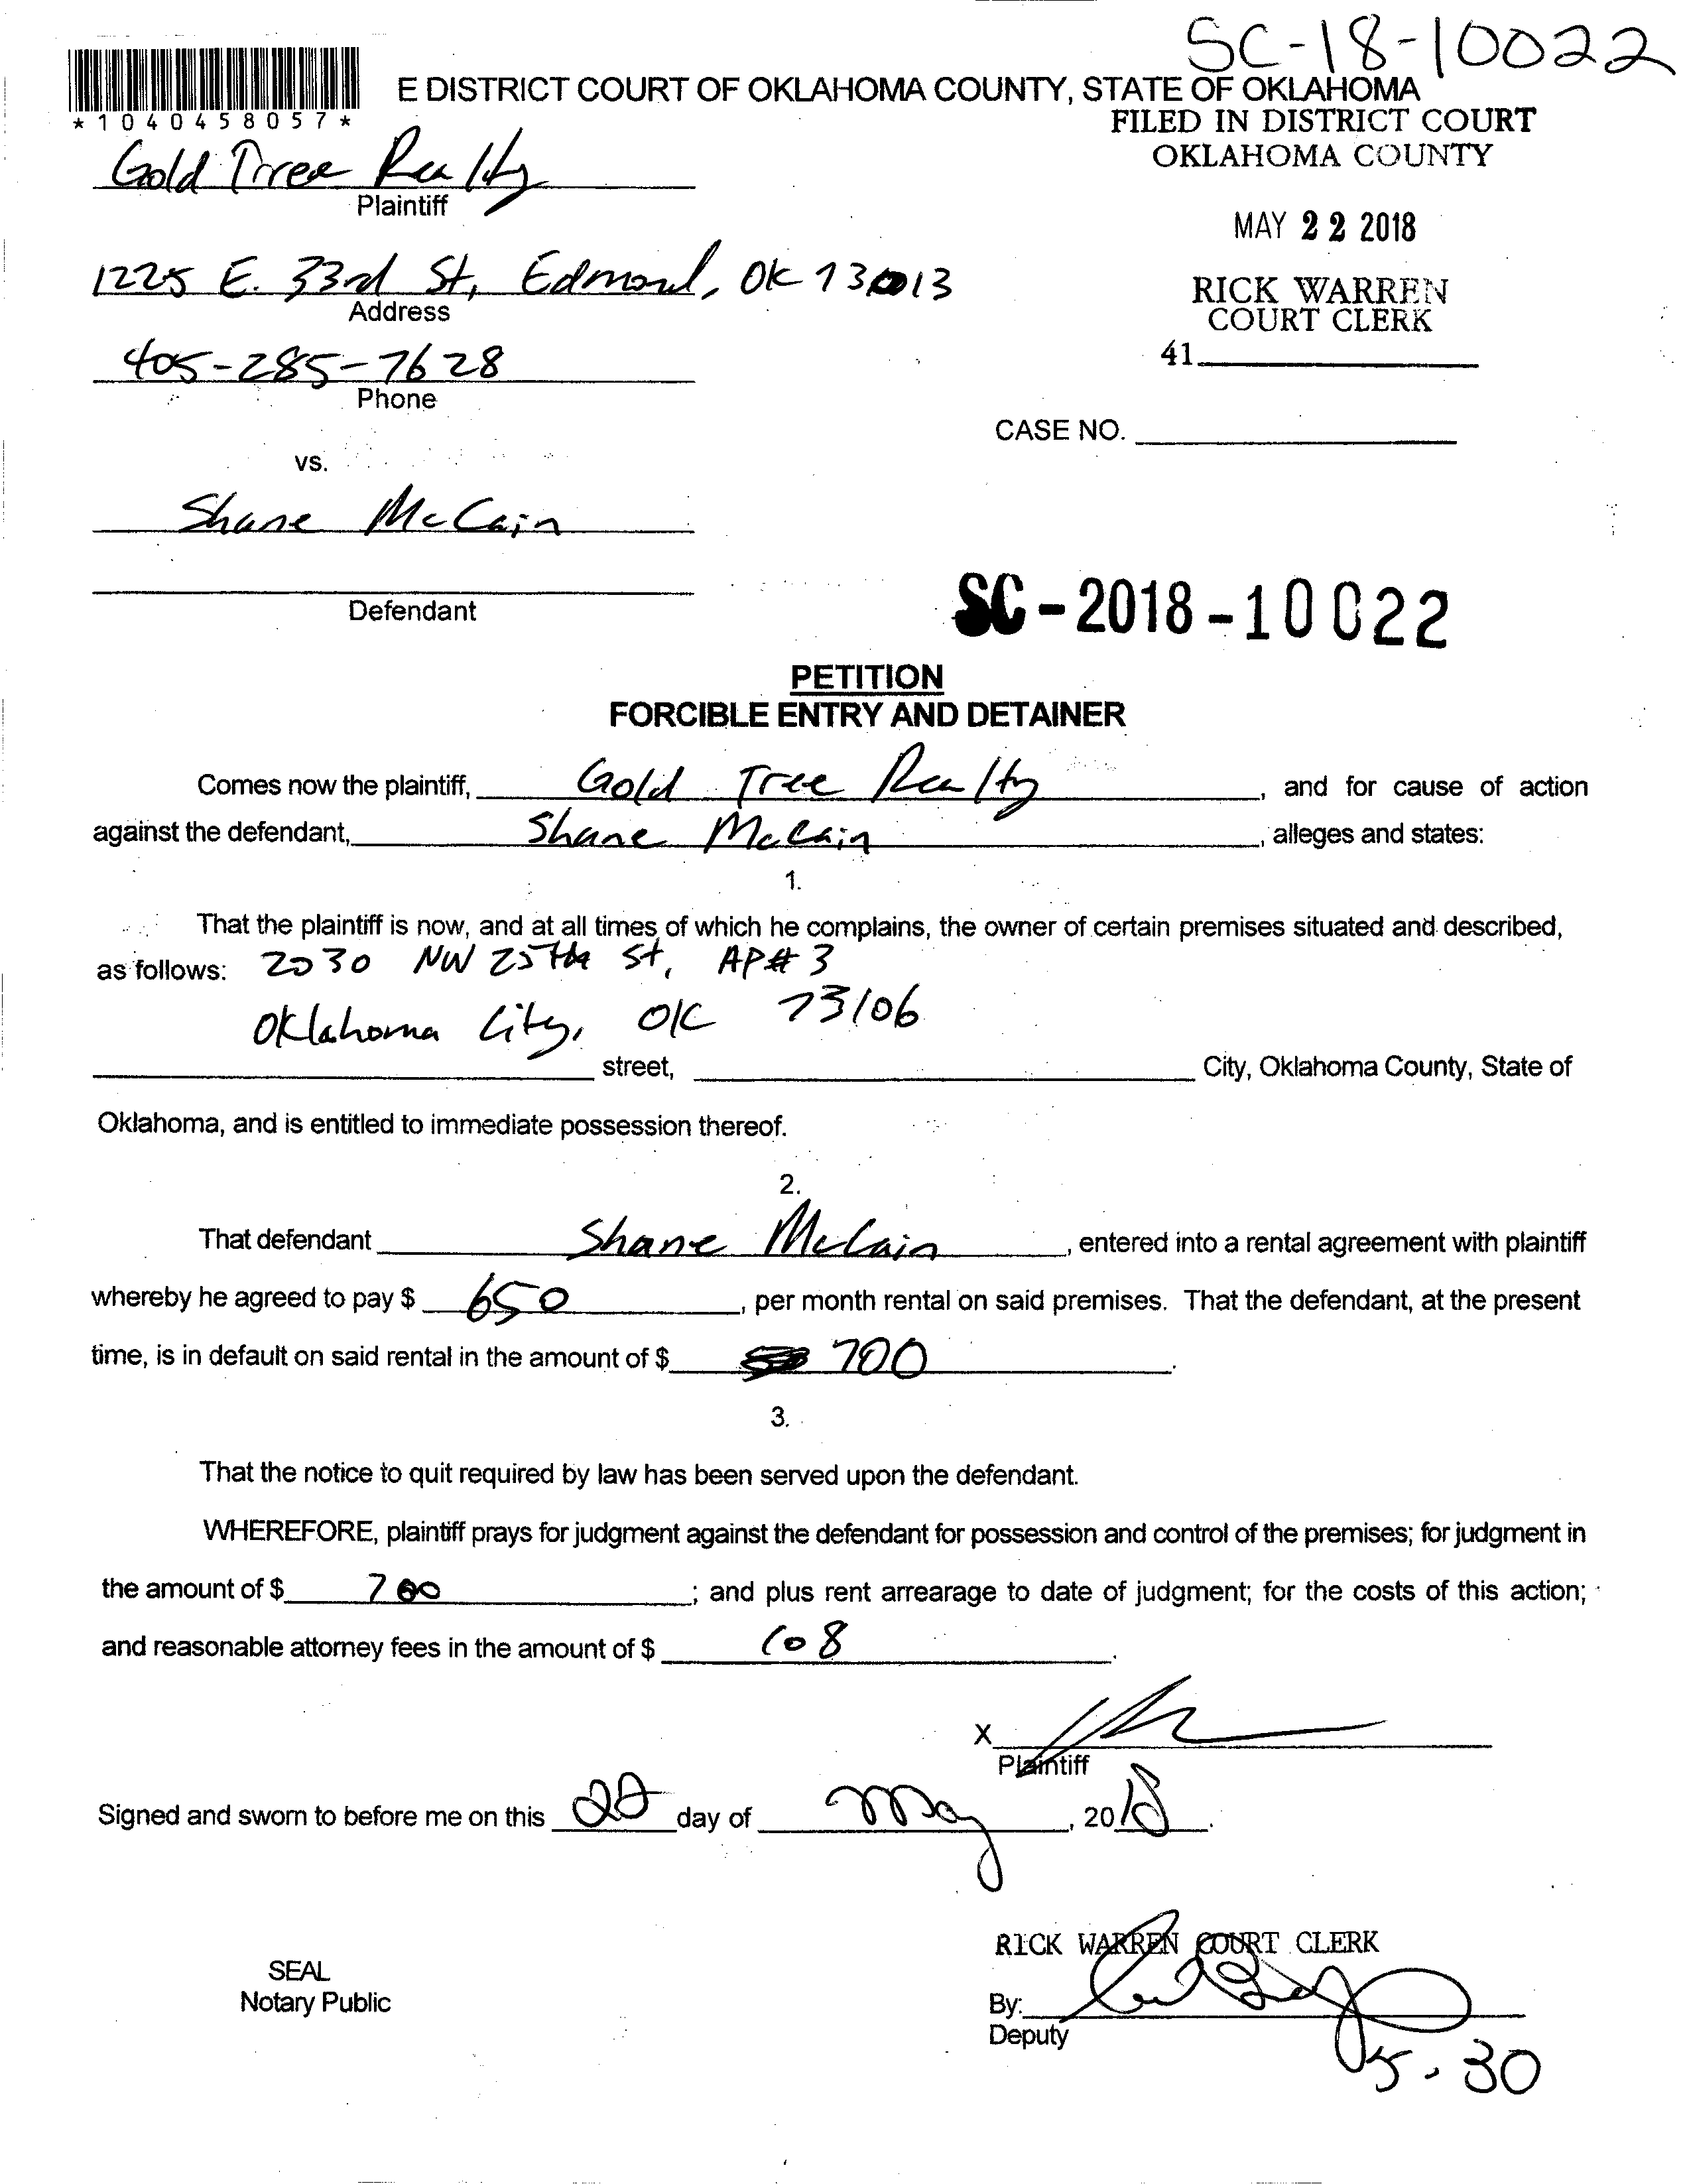 SC-18-10022
E DISTRICT COURT OF OKLAHOMA COUNTY, STATE OF OKLAHOMA
*1040458057*
FILED IN DISTRICT COURT
OKLAHOMA COUNTY
Gold Tree Realty
Plaintiff
MAY 22 2018
1225 E. 33rd St, Edmond, OK 73013
Address
RICK WARREN
COURT CLERK
405-285-7628
Phone
41
CASE NO.
vs.
Shane McCain
Defendant
SC-2018-10022
PETITION
FORCIBLE ENTRY AND DETAINER
Comes now the plaintiff, Gold Tree Realty, and for cause of action
against the defendant, Shane McCain, alleges and states:
1.
That the plaintiff is now, and at all times of which he complains, the owner of certain premises situated and described,
as follows: 2030 NW 25th St, AP# 3
Oklahoma City, OK 73106
street, City, Oklahoma County, State of
Oklahoma, and is entitled to immediate possession thereof.
2.
That defendant Shane McCain, entered into a rental agreement with plaintiff
whereby he agreed to pay $ 650, per month rental on said premises. That the defendant, at the present
time, is in default on said rental in the amount of $ 700.
3.
That the notice to quit required by law has been served upon the defendant.
WHEREFORE, plaintiff prays for judgment against the defendant for possession and control of the premises; for judgment in
the amount of $ 700; and plus rent arrearage to date of judgment; for the costs of this action;
and reasonable attorney fees in the amount of $ 108.
X
Plaintiff
Signed and sworn to before me on this 22 day of May, 2018.
RICK WARREN COURT CLERK
SEAL
Notary Public
By:
Deputy
5-30